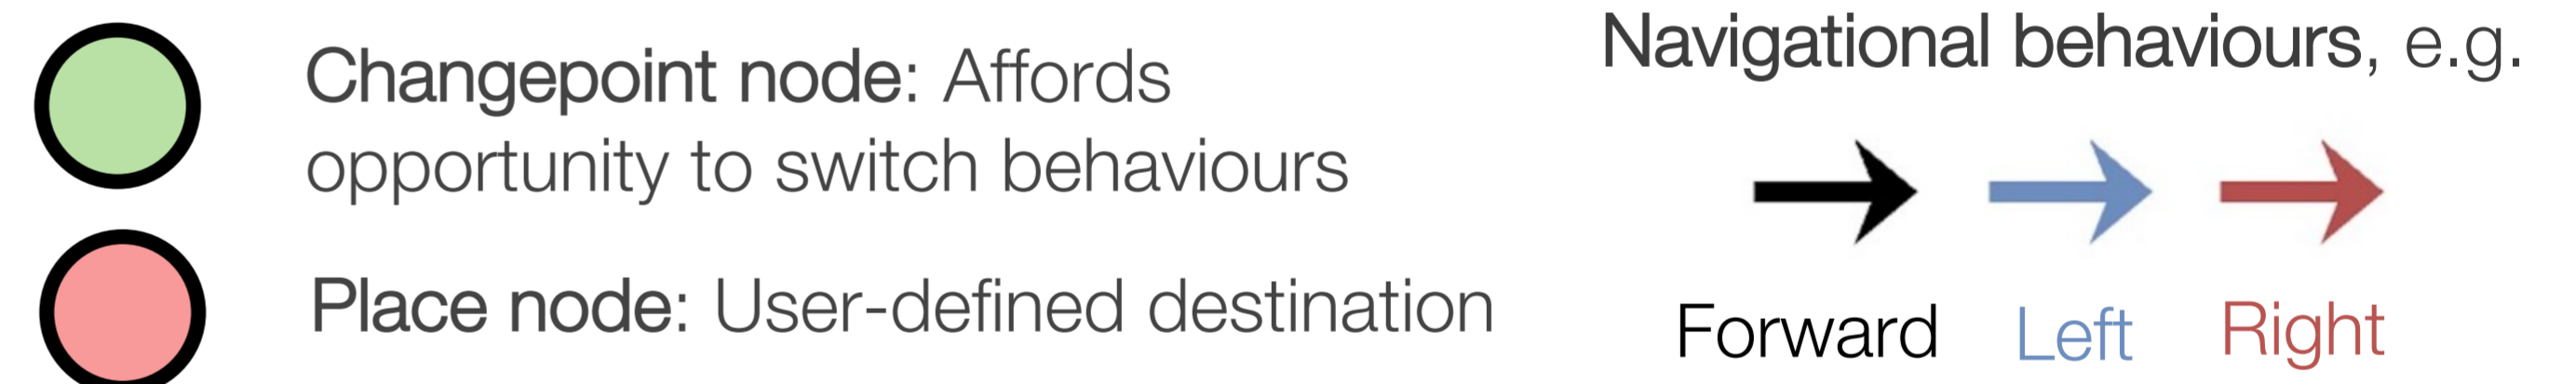 Changepoint node: Affords
opportunity to switch behaviours
Place node: User-defined destination
Navigational behaviours, e.g.
Forward Left Right